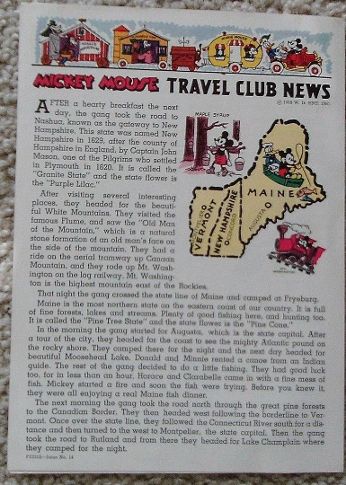 MICKEY MOUSE TRAVEL CLUB NEWS
AFTER a hearty breakfast the next
day, the gang took the road to
Nashua, known as the gateway to New
Hampshire. This state was named New
Hampshire in 1629, after the county of
Hampshire in England, by Captain John
Mason, one of the Pilgrims who settled
in Plymouth in 1620. It is called the
"Granite State" and the state flower is
the "Purple Lilac."
After visiting several interesting
places, they headed for the beauti-
ful White Mountains. They visited the
famous Flume, and saw the "Old Man
of the Mountain," which is a natural
stone formation of an old man's face on
the side of the mountain. They had a
ride on the aerial tramway up Canaan
Mountain, and they rode up Mt. Wash-
ington on the log railway. Mt. Wash-
ington is the highest mountain east of the Rockies.
MAPLE SYRUP
MAINE
AUGUSTA
VERMONT
NEW HAMPSHIRE
That night the gang crossed the state line of Maine and camped at Fryeburg.
Maine is the most northern state on the eastern coast of our country. It is full
of fine forests, lakes and streams. Plenty of good fishing here, and hunting too.
It is called the "Pine Tree State" and the state flower is the "Pine Cone."
In the morning the gang started for Augusta, which is the state capital. After
a tour of the city, they headed for the coast to see the mighty Atlantic pound on
the rocky shore. They camped there for the night and the next day headed for
beautiful Moosehead Lake. Donald and Minnie rented a canoe from an Indian
guide. The rest of the gang decided to do a little fishing. They had good luck
too, for in less than an hour, Horace and Clarabelle came in with a fine mess of
fish. Mickey started a fire and soon the fish were frying. Before you knew it,
they were all enjoying a real Maine fish dinner.
The next morning the gang took the road north through the great pine forests
to the Canadian Border. They then headed west following the borderline to Ver-
mont. Once over the state line, they followed the Connecticut River south for a dis-
tance and then turned to the west to Montpelier, the state capital. Then the gang
took the road to Rutland and from there they headed for Lake Champlain where
they camped for the night.
Issue No. 14